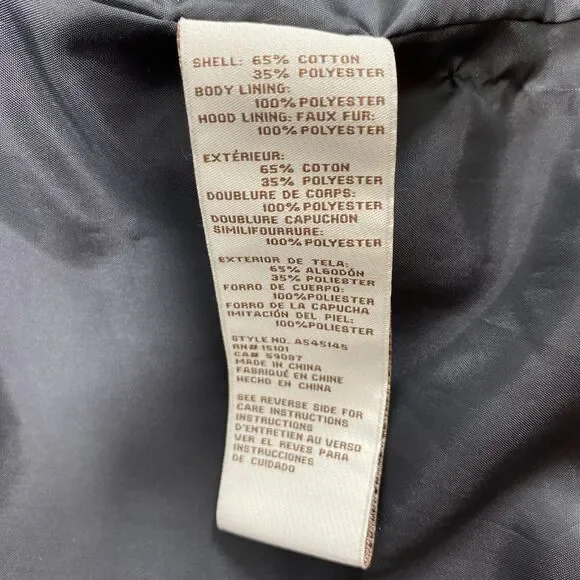 SHELL: 65% COTTON
35% POLYESTER
BODY LINING:
100% POLYESTER
HOOD LINING: FAUX FUR:
100% POLYESTER
EXTÉRIEUR:
65% COTON
35% POLYESTER
DOUBLURE DE CORPS:
100% POLYESTER
DOUBLURE CAPUCHON
SIMILIFOURRURE:
100% POLYESTER
EXTERIOR DE TELA:
65% ALGODÓN
35% POLIESTER
FORRO DE CUERPO:
100%POLIESTER
FORRO DE LA CAPUCHA
IMITACIÓN DEL PIEL:
100%POLIESTER
STYLE NO. A545145
RN# 15101
CA# 59087
MADE IN CHINA
FABRIQUÉ EN CHINE
HECHO EN CHINA
SEE REVERSE SIDE FOR
CARE INSTRUCTIONS
INSTRUCTIONS
D'ENTRETIEN AU VERSO
VER EL REVES PARA
INSTRUCCIONES
DE CUIDADO